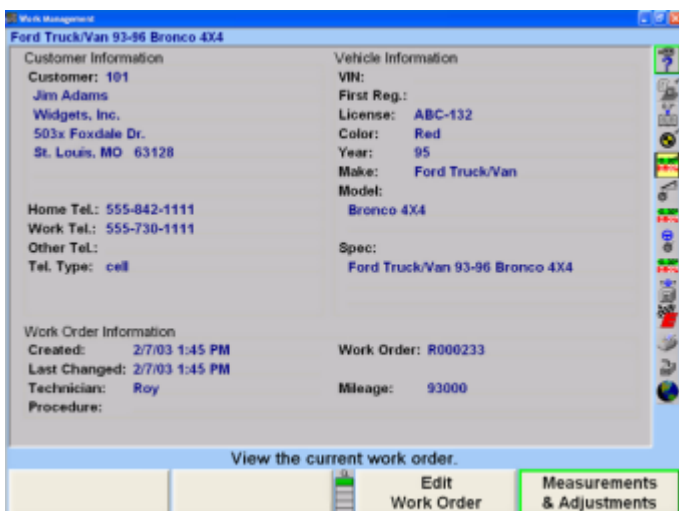 Work Management
Ford Truck/Van 93-96 Bronco 4X4
Customer Information
Customer: 101
Jim Adams
Widgets, Inc.
503x Foxdale Dr.
St. Louis, MO 63128
Home Tel.: 555-842-1111
Work Tel.: 555-730-1111
Other Tel.:
Tel. Type: cell
Vehicle Information
VIN:
First Reg.:
License: ABC-132
Color: Red
Year: 95
Make: Ford Truck/Van
Model:
Bronco 4X4
Spec:
Ford Truck/Van 93-96 Bronco 4X4
Work Order Information
Created: 2/7/03 1:45 PM
Last Changed: 2/7/03 1:45 PM
Technician: Roy
Procedure:
Work Order: R000233
Mileage: 93000
View the current work order.
Edit
Work Order
Measurements
& Adjustments